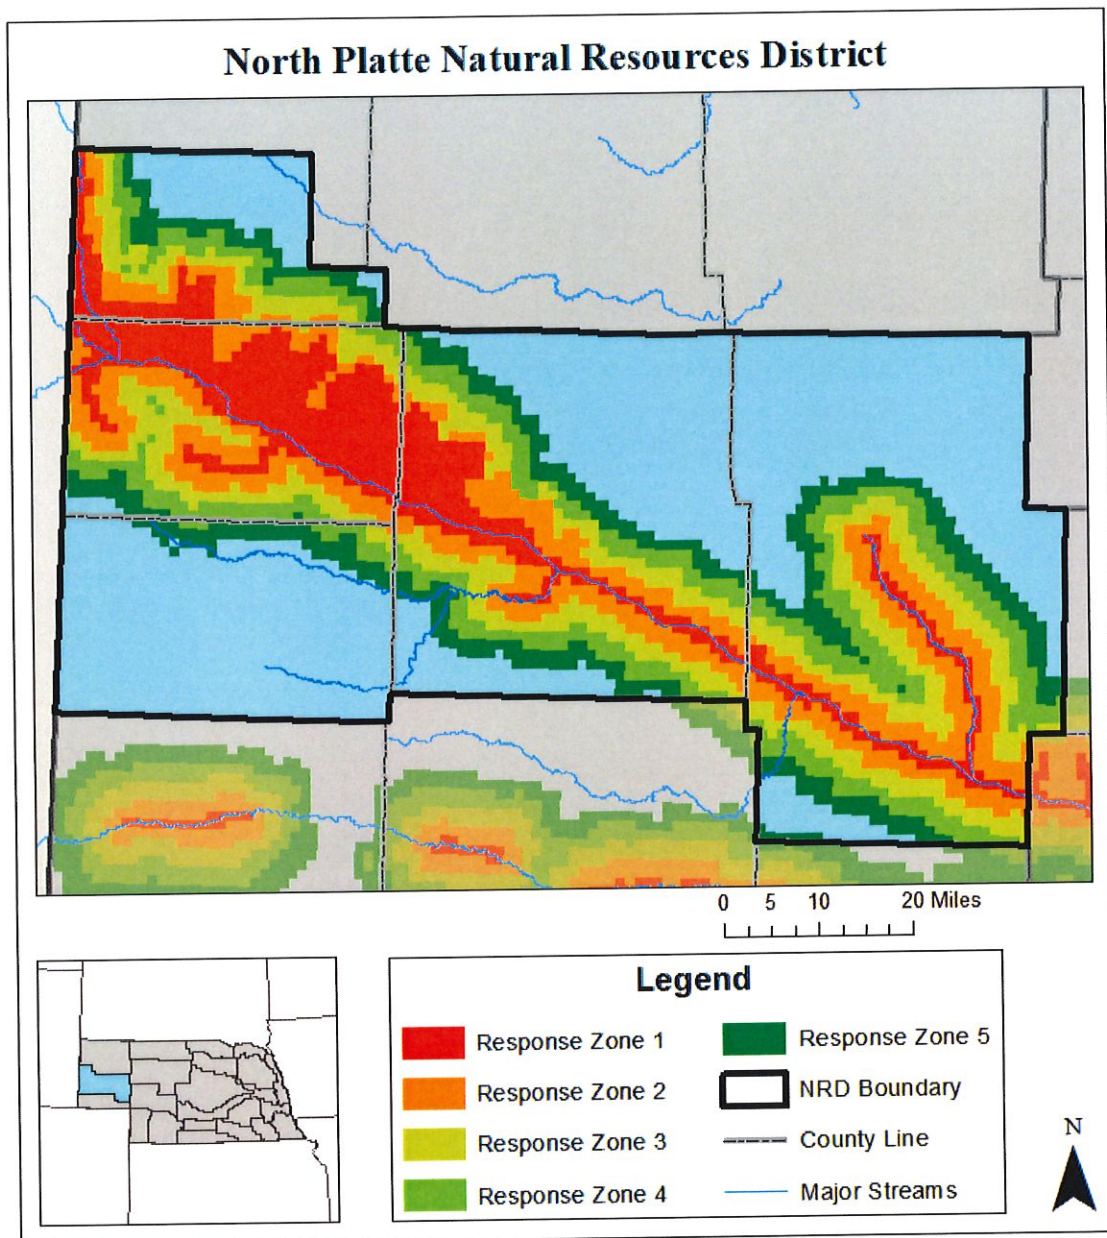 North Platte Natural Resources District
0 5 10 20 Miles
Legend
Response Zone 1
Response Zone 2
Response Zone 3
Response Zone 4
Response Zone 5
NRD Boundary
County Line
Major Streams
N